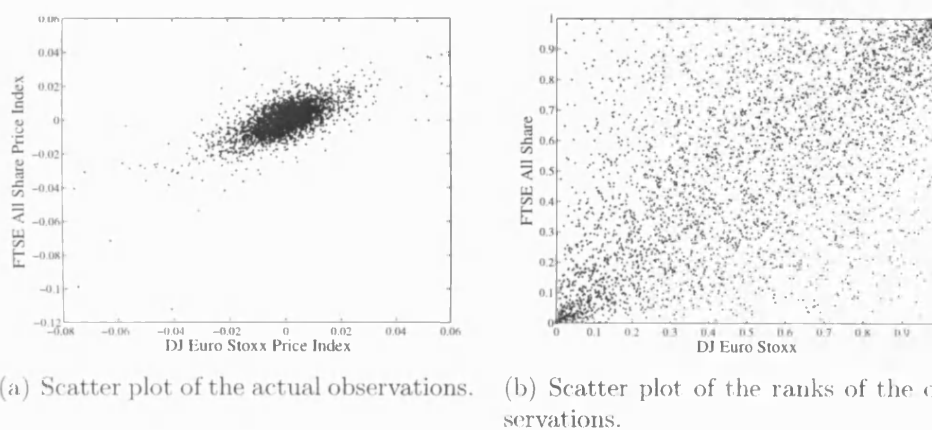 0.06
0.04
0.02
0
−0.02
−0.04
−0.06
−0.08
−0.1
−0.12
FTSE All Share Price Index
−0.08 −0.06 −0.04 −0.02 0 0.02 0.04 0.06
DJ Euro Stoxx Price Index
(a) Scatter plot of the actual observations.
1
0.9
0.8
0.7
0.6
0.5
0.4
0.3
0.2
0.1
0
FTSE All Share
0 0.1 0.2 0.3 0.4 0.5 0.6 0.7 0.8 0.9
DJ Euro Stoxx
(b) Scatter plot of the ranks of the
servations.